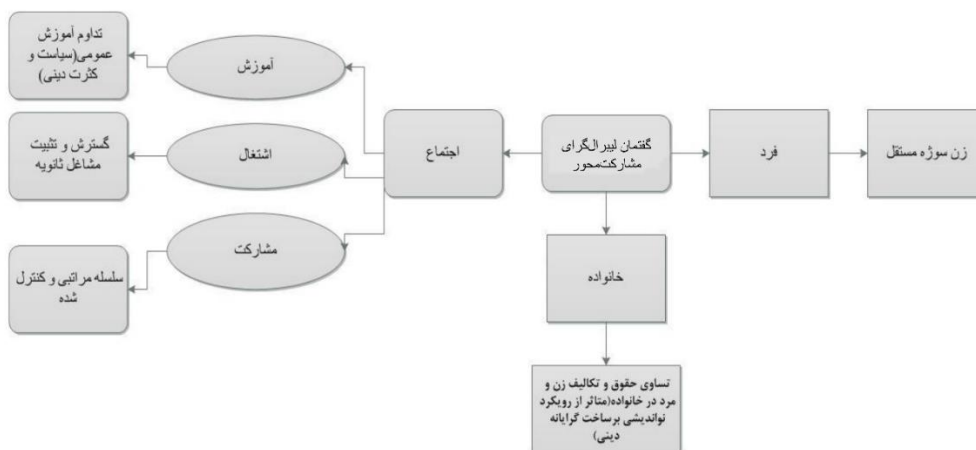 گفتمان لیبرال‌گرای
مشارکت‌محور
فرد
زن سوژه مستقل
خانواده
تساوی حقوق و تکالیف زن و
مرد در خانواده(متاثر از رویکرد
نواندیشی برساخت گرایانه
دینی)
اجتماع
آموزش
تداوم آموزش
عمومی(سیاست و
کثرت دینی)
اشتغال
گسترش و تثبیت
مشاغل ثانویه
مشارکت
سلسله مراتبی و کنترل
شده